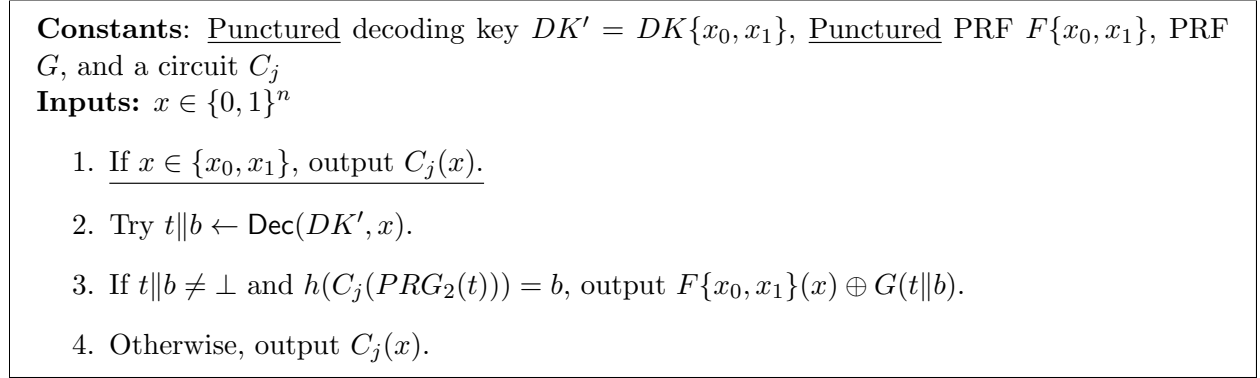 Constants: Punctured decoding key DK′ = DK{x₀, x₁}, Punctured PRF F{x₀, x₁}, PRF
G, and a circuit Cⱼ
Inputs: x ∈ {0, 1}ⁿ
1. If x ∈ {x₀, x₁}, output Cⱼ(x).
2. Try t‖b ← Dec(DK′, x).
3. If t‖b ≠ ⊥ and h(Cⱼ(PRG₂(t))) = b, output F{x₀, x₁}(x) ⊕ G(t‖b).
4. Otherwise, output Cⱼ(x).